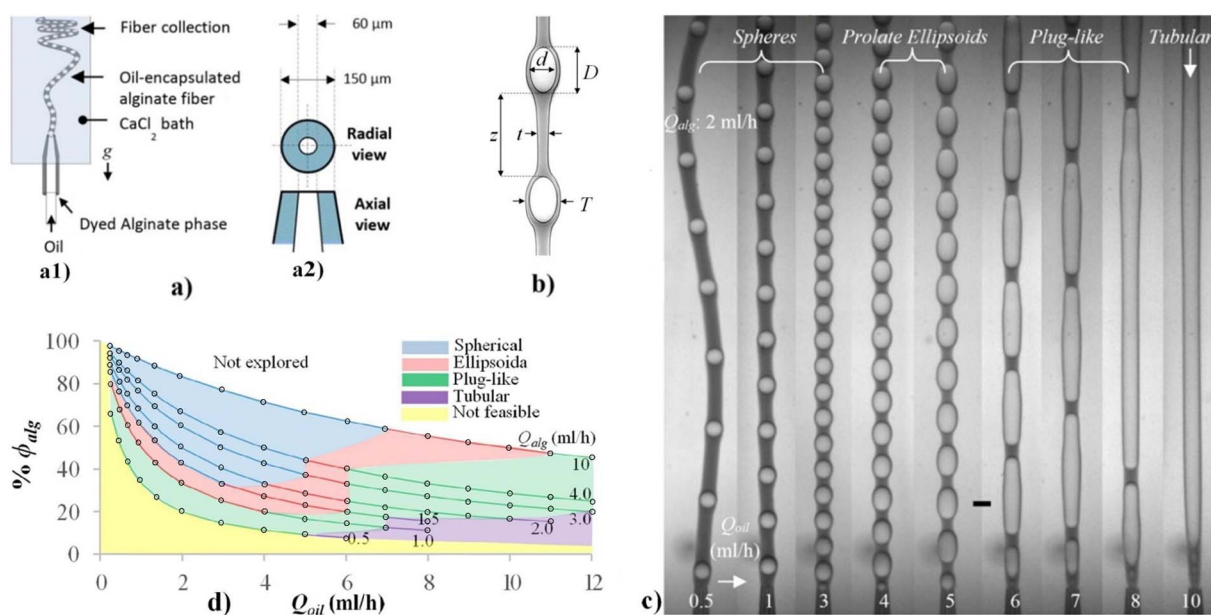 Fiber collection
Oil-encapsulated
alginate fiber
CaCl2 bath
g
Dyed Alginate phase
Oil
a1)
a)
60 µm
150 µm
Radial
view
Axial
view
a2)
d
D
z
t
T
b)
c)
Spheres
Prolate Ellipsoids
Plug-like
Tubular
Qalg: 2 ml/h
Qoil
(ml/h)
0.5
1
3
4
5
6
7
8
10
% ϕalg
100
80
60
40
20
0
Not explored
Spherical
Ellipsoida
Plug-like
Tubular
Not feasible
Qalg (ml/h)
10
4.0
3.0
2.0
1.5
1.0
0.5
0
2
4
6
8
10
12
d)
Qoil (ml/h)